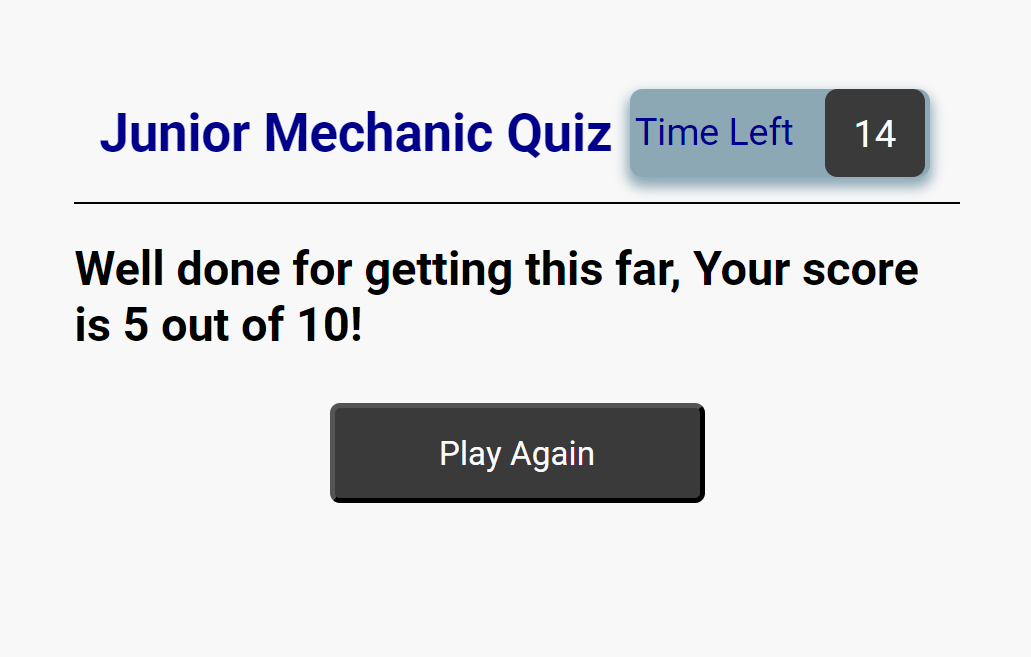 Junior Mechanic Quiz
Time Left
14
Well done for getting this far, Your score
is 5 out of 10!
Play Again